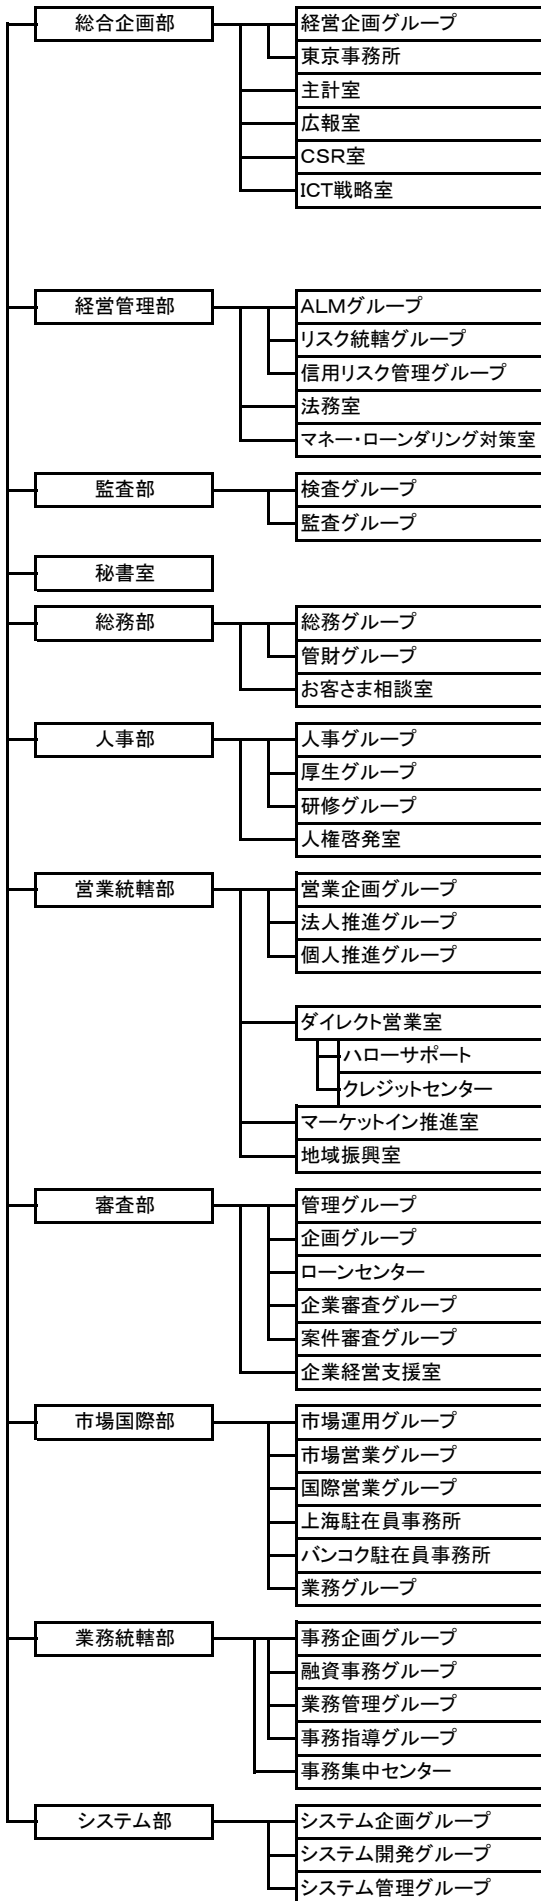 総合企画部
経営企画グループ
東京事務所
主計室
広報室
CSR室
ICT戦略室
経営管理部
ALMグループ
リスク統轄グループ
信用リスク管理グループ
法務室
マネー・ローンダリング対策室
監査部
検査グループ
監査グループ
秘書室
総務部
総務グループ
管財グループ
お客さま相談室
人事部
人事グループ
厚生グループ
研修グループ
人権啓発室
営業統轄部
営業企画グループ
法人推進グループ
個人推進グループ
ダイレクト営業室
ハローサポート
クレジットセンター
マーケットイン推進室
地域振興室
審査部
管理グループ
企画グループ
ローンセンター
企業審査グループ
案件審査グループ
企業経営支援室
市場国際部
市場運用グループ
市場営業グループ
国際営業グループ
上海駐在員事務所
バンコク駐在員事務所
業務グループ
業務統轄部
事務企画グループ
融資事務グループ
業務管理グループ
事務指導グループ
事務集中センター
システム部
システム企画グループ
システム開発グループ
システム管理グループ